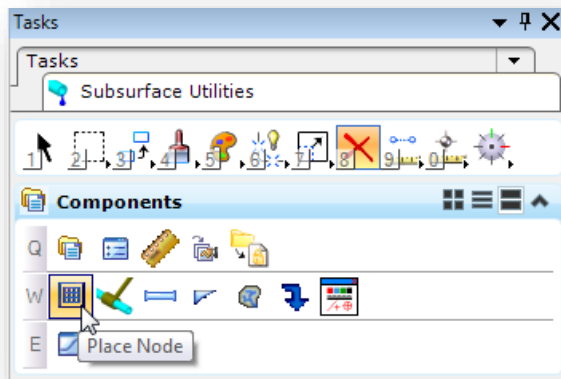 Tasks
Tasks
Subsurface Utilities
1 2 3 4 5 6 7 8 9 0
Components
Q
W
E Place Node